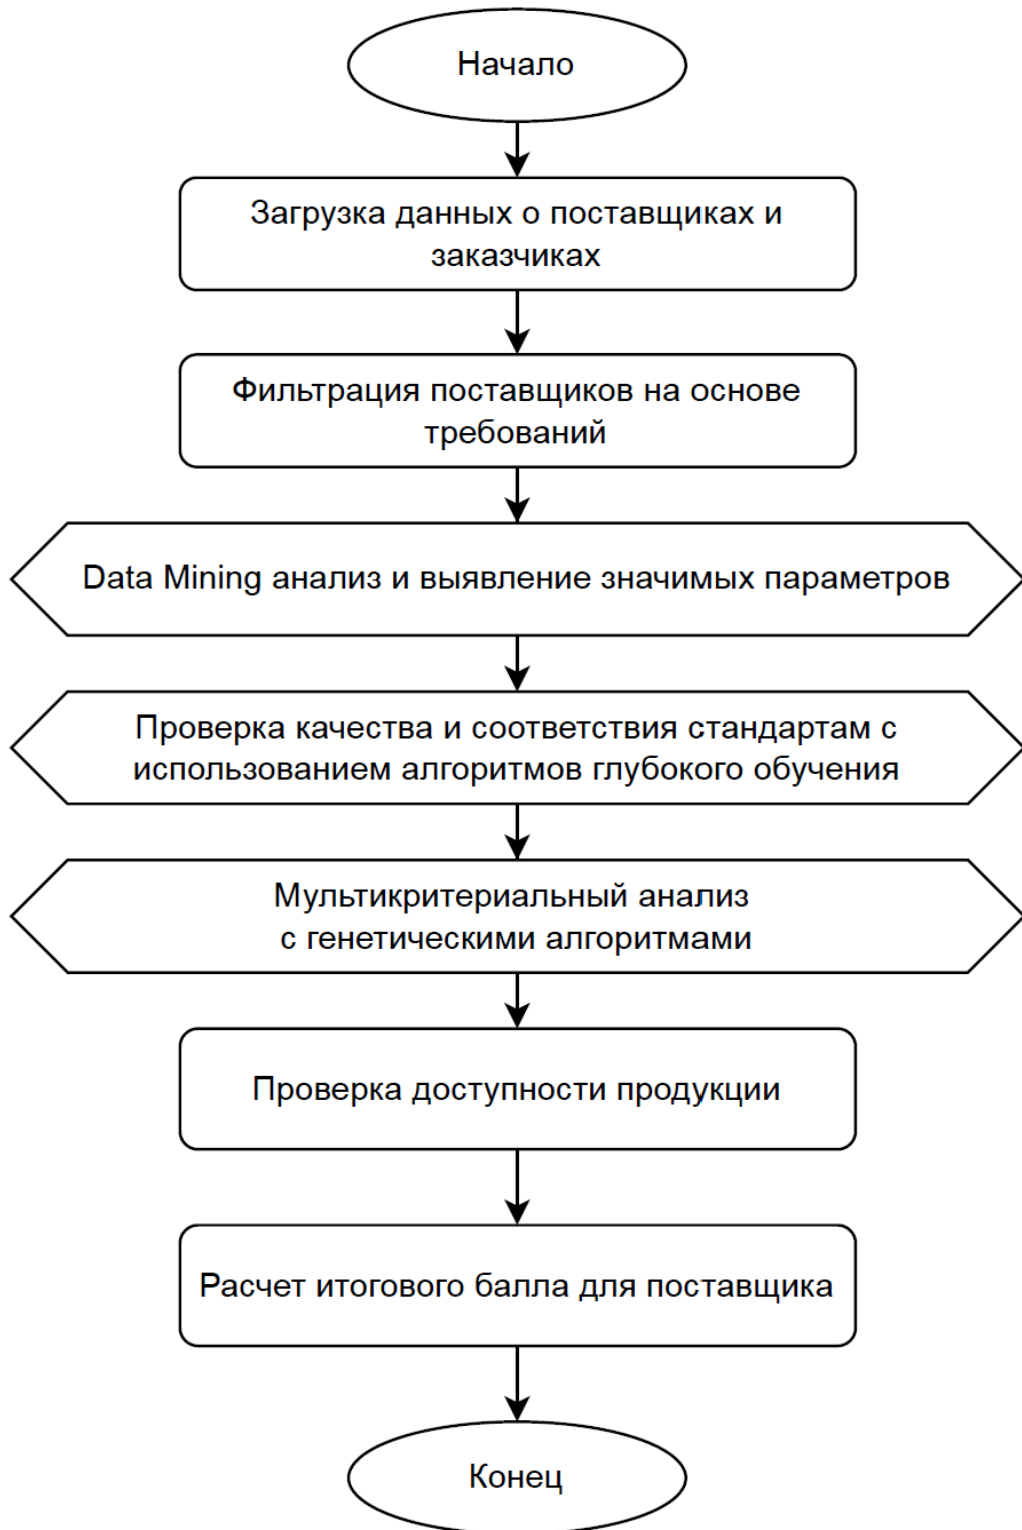 Начало
Загрузка данных о поставщиках и
заказчиках
Фильтрация поставщиков на основе
требований
Data Mining анализ и выявление значимых параметров
Проверка качества и соответствия стандартам с
использованием алгоритмов глубокого обучения
Мультикритериальный анализ
с генетическими алгоритмами
Проверка доступности продукции
Расчет итогового балла для поставщика
Конец